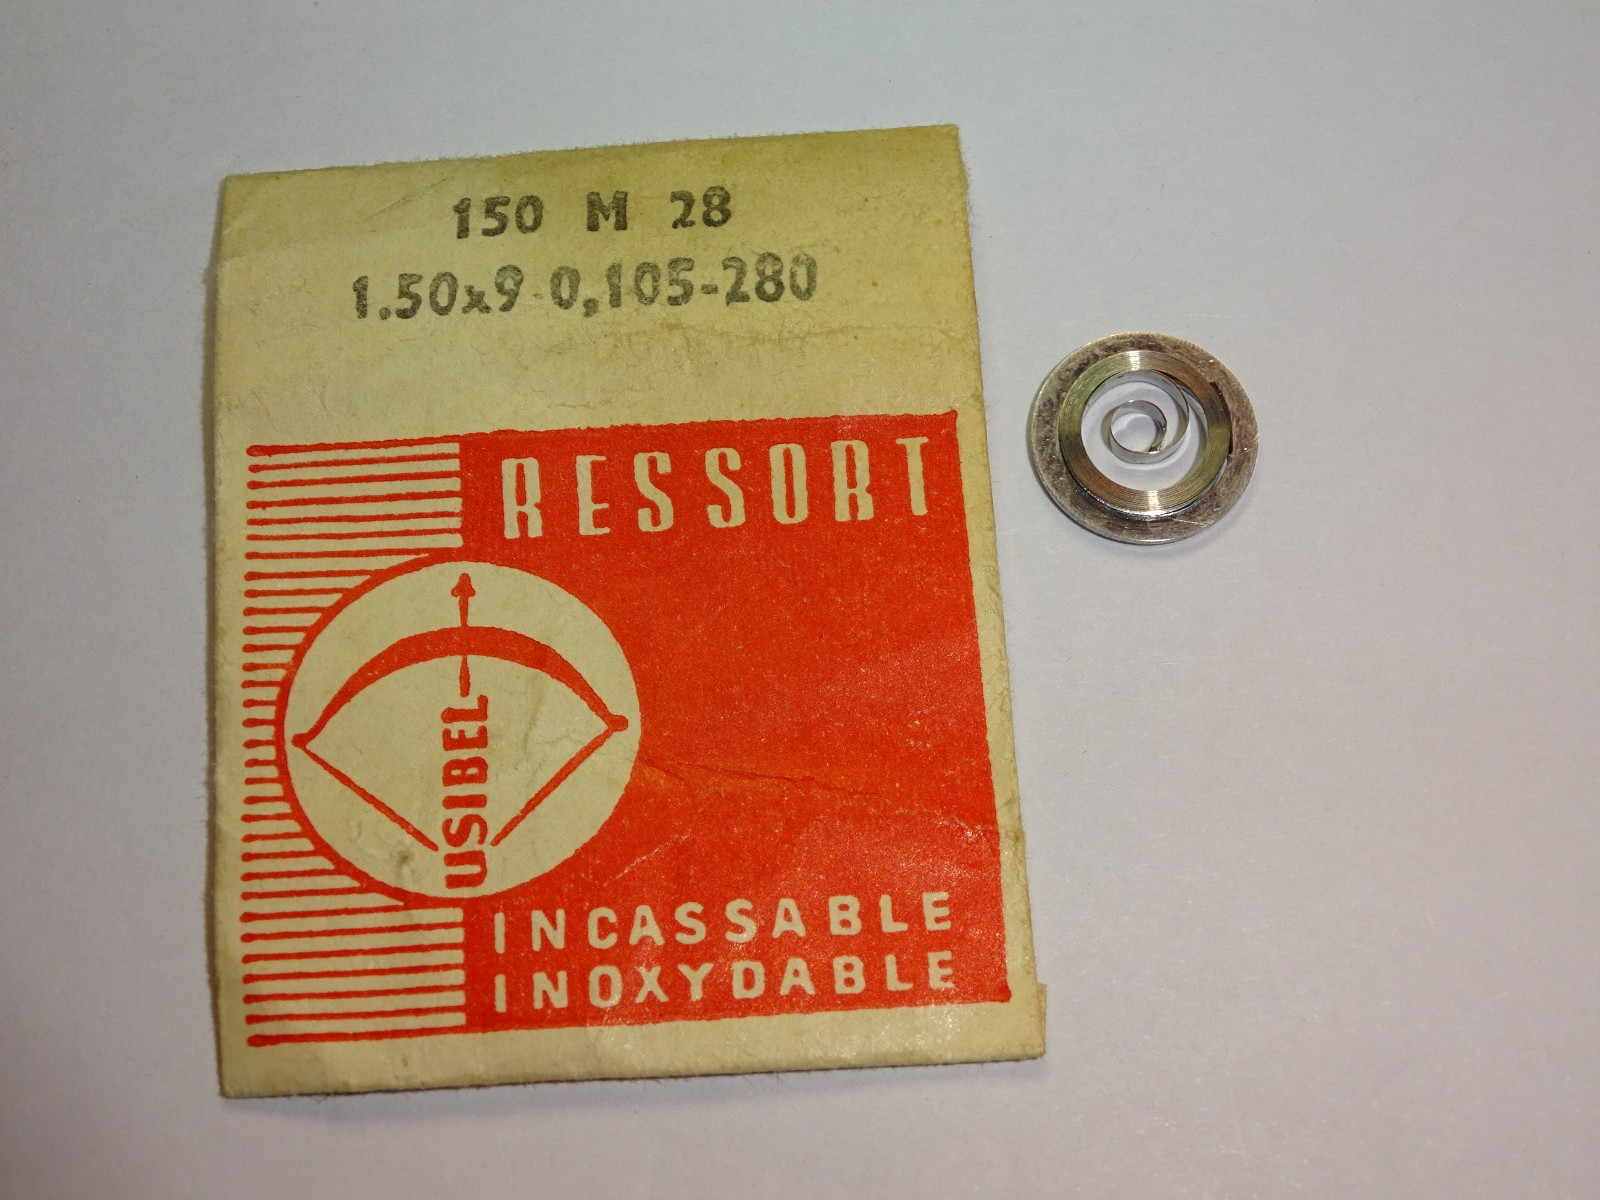 150 M 28
1.50x9 0,105-280
RESSORT
USIBEL
INCASSABLE
INOXYDABLE